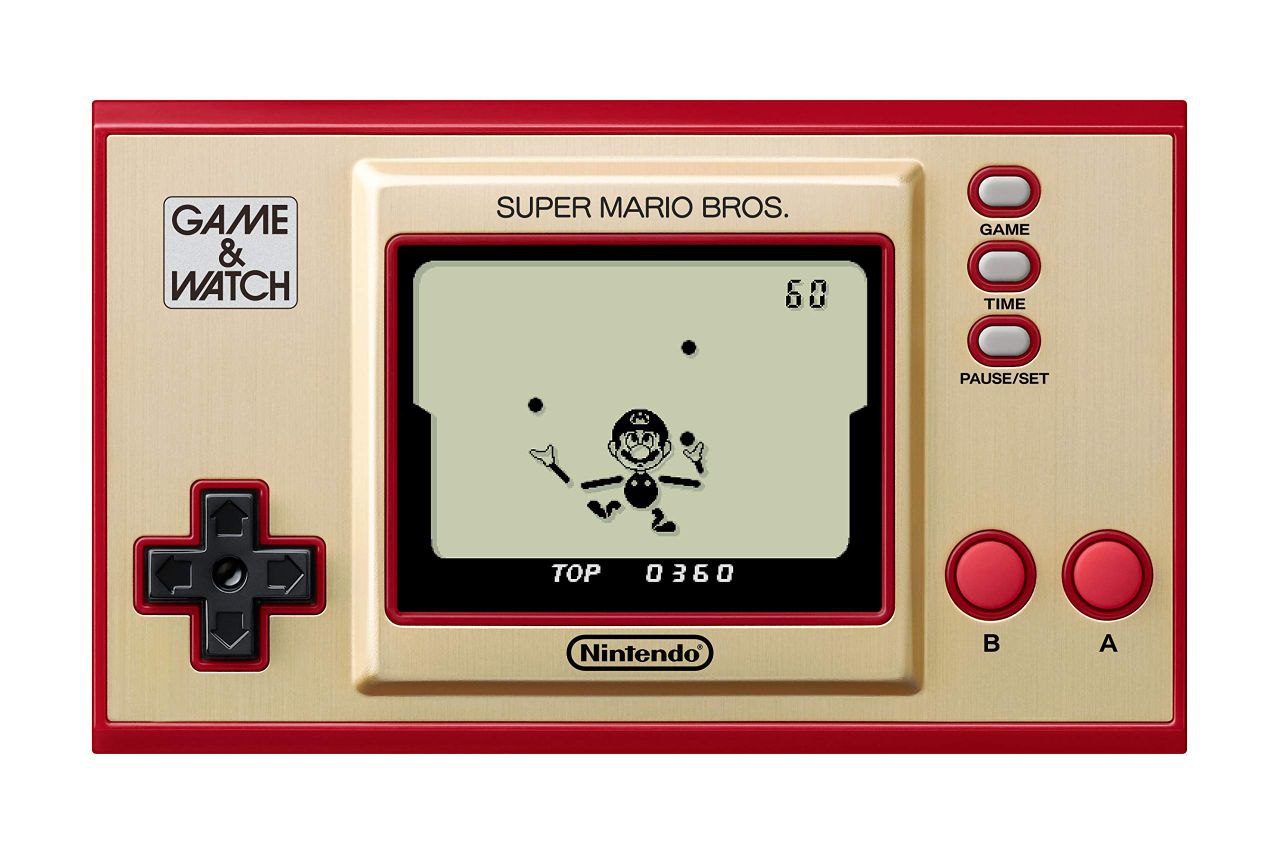 GAME
&
WATCH
SUPER MARIO BROS.
60
M
TOP 0360
Nintendo®
GAME
TIME
PAUSE/SET
B
A